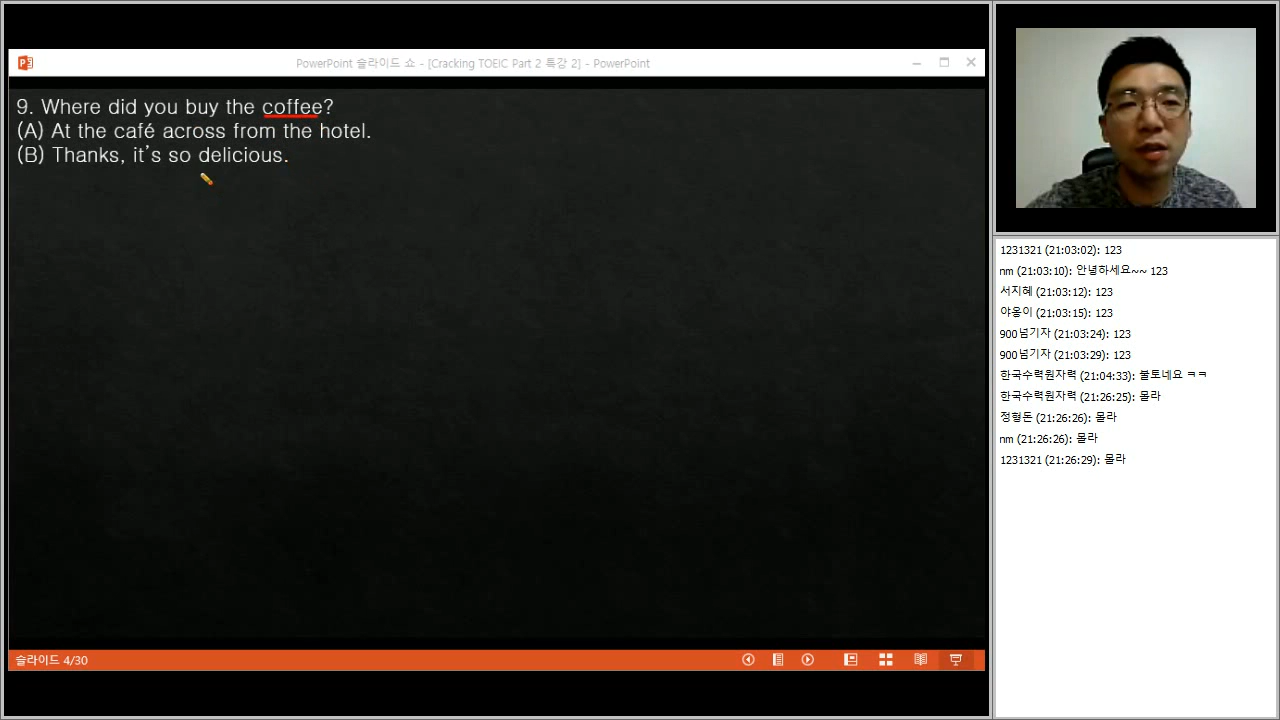 PowerPoint 슬라이드 쇼 - [Cracking TOEIC Part 2 특강 2] - PowerPoint
9. Where did you buy the coffee?
(A) At the café across from the hotel.
(B) Thanks, it's so delicious.
슬라이드 4/30
1231321 (21:03:02): 123
nm (21:03:10): 안녕하세요~~ 123
서지혜 (21:03:12): 123
야옹이 (21:03:15): 123
900넘기자 (21:03:24): 123
900넘기자 (21:03:29): 123
한국수력원자력 (21:04:33): 불토네요 ㅋㅋ
한국수력원자력 (21:26:25): 몰라
정형돈 (21:26:26): 몰라
nm (21:26:26): 몰라
1231321 (21:26:29): 몰라